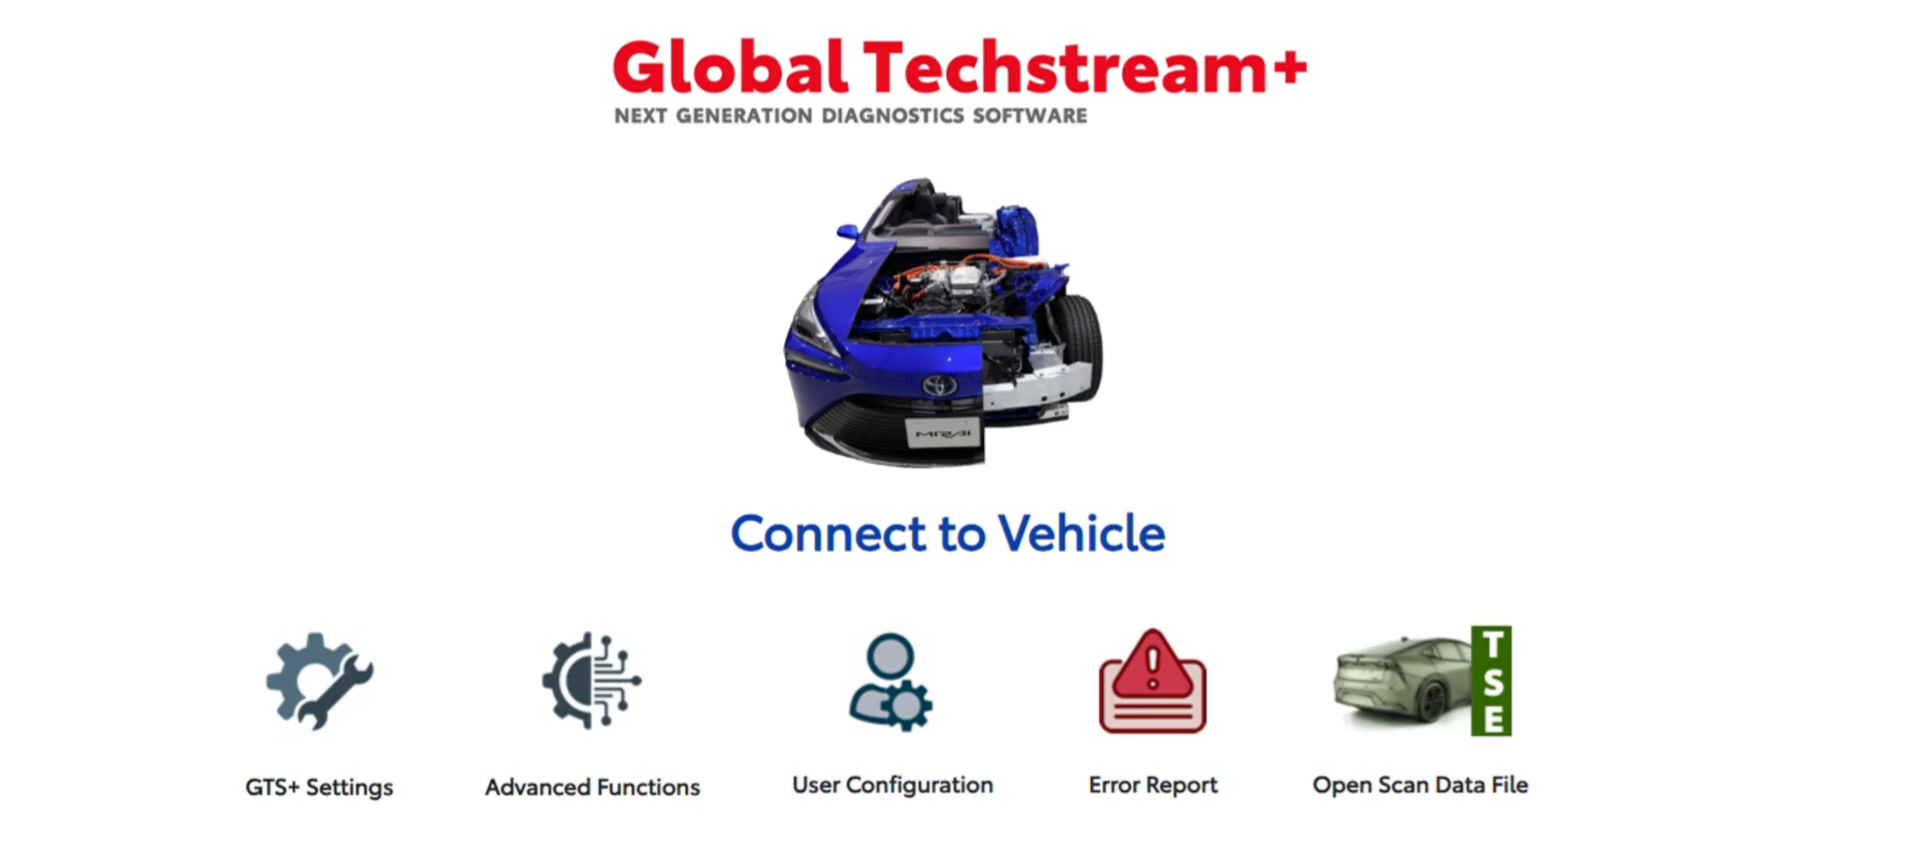 Global Techstream+
NEXT GENERATION DIAGNOSTICS SOFTWARE
MIRAI
Connect to Vehicle
TSE
GTS+ Settings
Advanced Functions
User Configuration
Error Report
Open Scan Data File